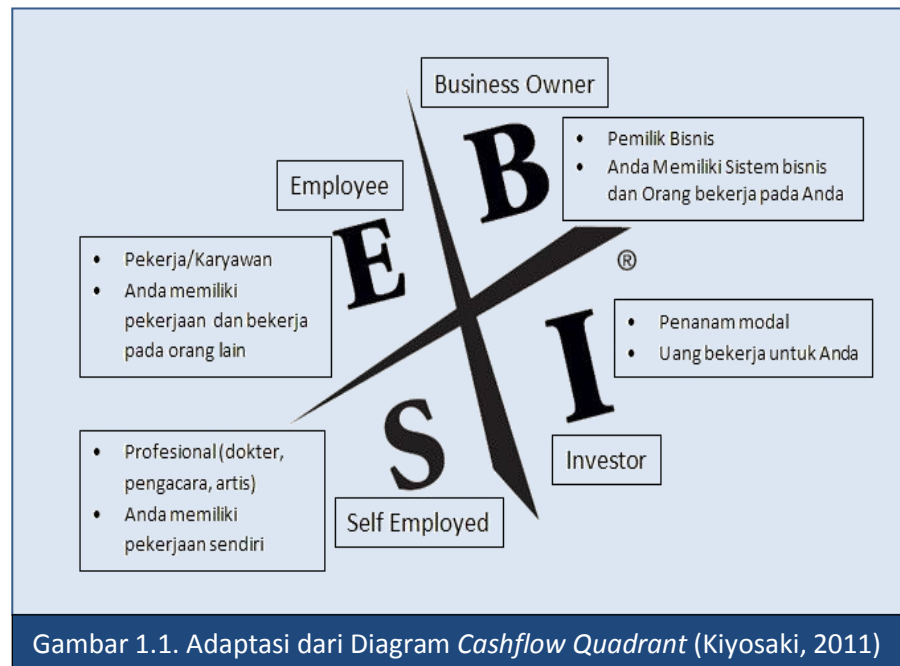 Business Owner
B
• Pemilik Bisnis
• Anda Memiliki Sistem bisnis
dan Orang bekerja pada Anda
Employee
E
• Pekerja/Karyawan
• Anda memiliki
pekerjaan dan bekerja
pada orang lain
®
I
• Penanam modal
• Uang bekerja untuk Anda
Investor
S
• Profesional (dokter,
pengacara, artis)
• Anda memiliki
pekerjaan sendiri
Self Employed
Gambar 1.1. Adaptasi dari Diagram Cashflow Quadrant (Kiyosaki, 2011)